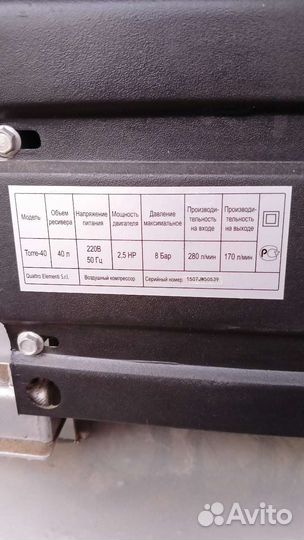 Модель Объем ресивера Напряжение питания Мощность двигателя Давление максимальное Производительность на входе Производительность на выходе
Torre-40 40 л 220В 50 Гц 2,5 HP 8 Бар 280 л/мин 170 л/мин
Quattro Elementi S.r.l. Воздушный компрессор Серийный номер:
Avito